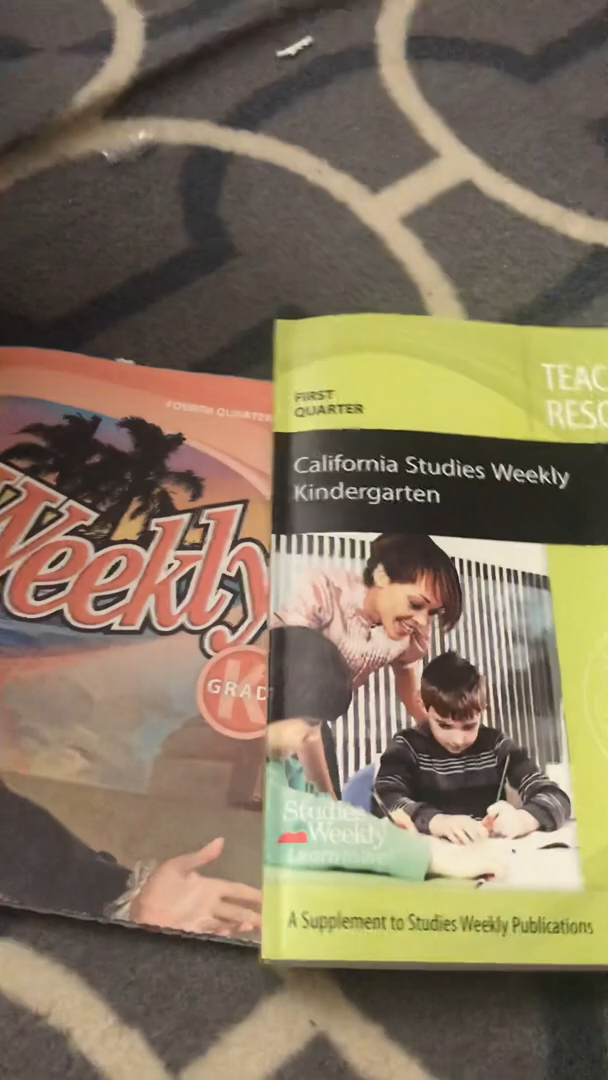 FOURTH QUARTER
Weekly
GRAD
K
FIRST
QUARTER
TEAC
RESO
California Studies Weekly
Kindergarten
Studies
Weekly
A Supplement to Studies Weekly Publications